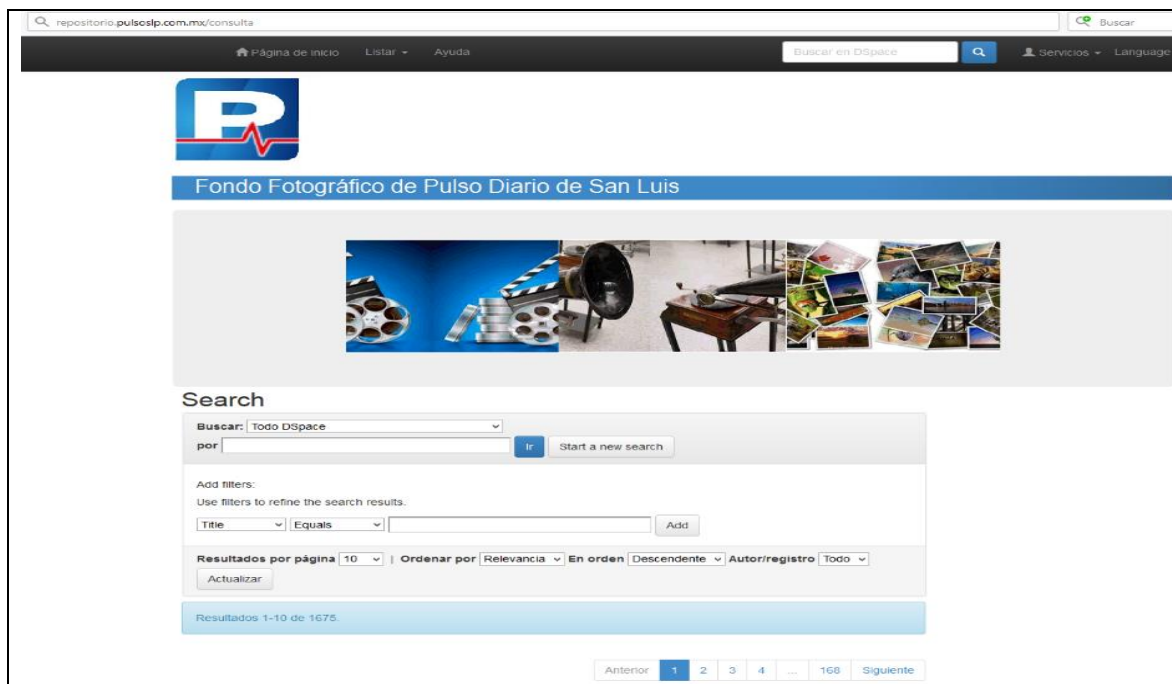 repositorio.pulsoslp.com.mx/consulta
Buscar
Página de inicio Listar Ayuda
Buscar en DSpace
Servicios Language
P
Fondo Fotográfico de Pulso Diario de San Luis
Search
Buscar: Todo DSpace
por Ir Start a new search
Add filters:
Use filters to refine the search results.
Title Equals Add
Resultados por página 10 | Ordenar por Relevancia En orden Descendente Autor/registro Todo
Actualizar
Resultados 1-10 de 1675.
Anterior 1 2 3 4 ... 168 Siguiente